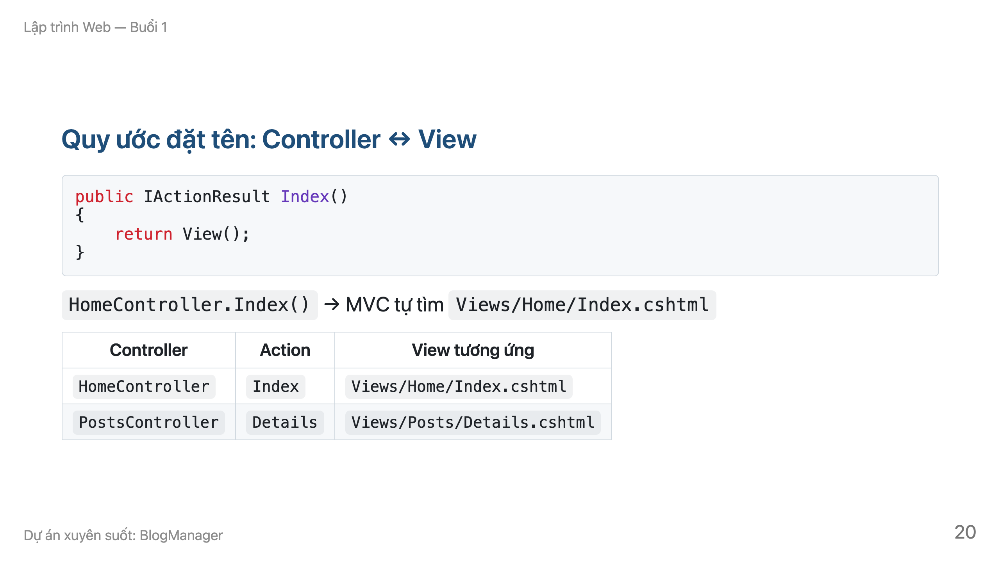 Lập trình Web — Buổi 1
Quy ước đặt tên: Controller ↔ View
public IActionResult Index()
{
    return View();
}
HomeController.Index() → MVC tự tìm Views/Home/Index.cshtml
Controller Action View tương ứng
HomeController Index Views/Home/Index.cshtml
PostsController Details Views/Posts/Details.cshtml
Dự án xuyên suốt: BlogManager
20